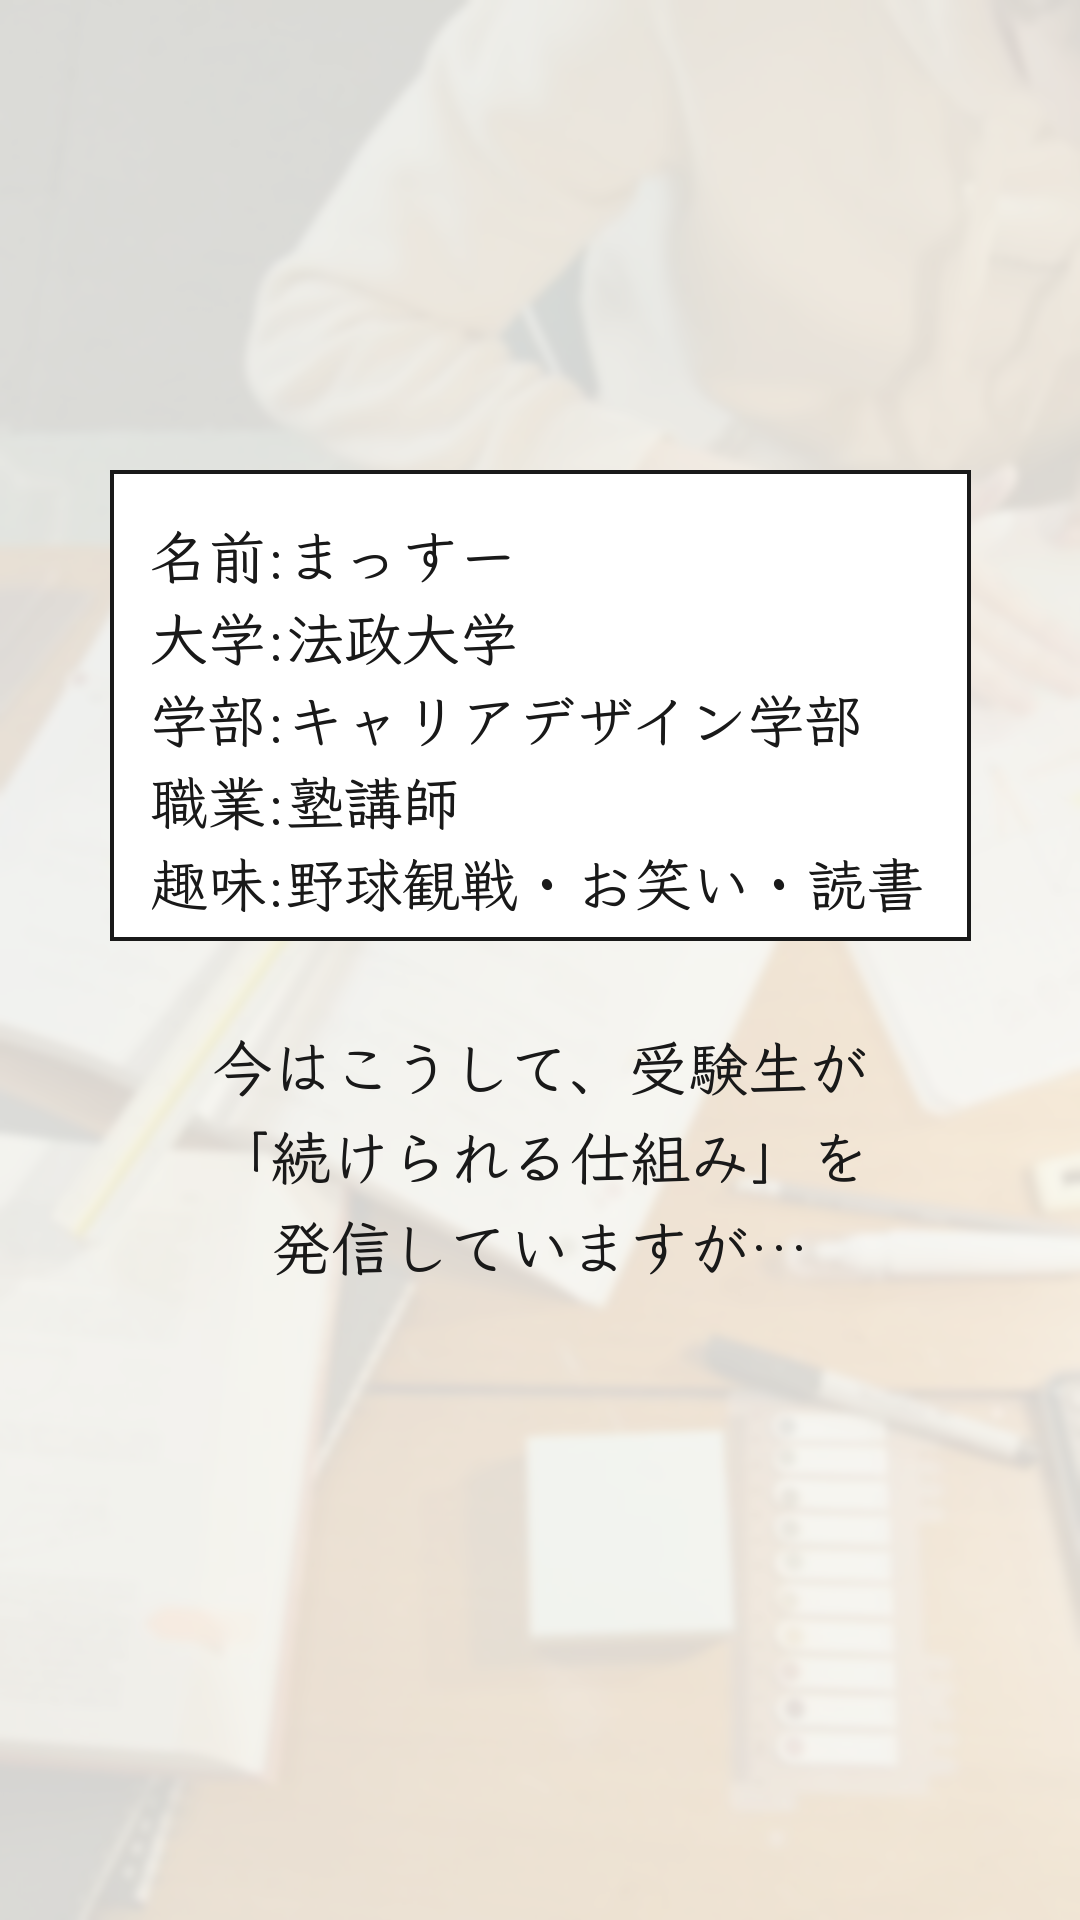 名前:まっすー
大学:法政大学
学部:キャリアデザイン学部
職業:塾講師
趣味:野球観戦・お笑い・読書
今はこうして、受験生が
「続けられる仕組み」を
発信していますが…